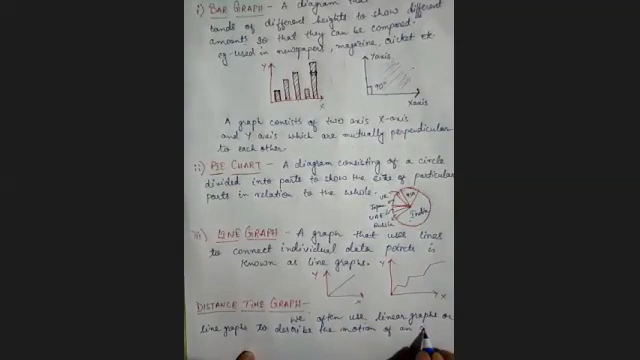 i) BAR GRAPH - A diagram that
bands of different heights to show different
amounts so that they can be compared.
eg - used in newspapers, magazine, cricket etc
Y
X
Y axis
90°
X axis
A graph consists of two axis X-axis
and Y axis which are mutually perpendicular
to each other.
ii) PIE CHART - A diagram consisting of a circle
divided into parts to show the size of particular
parts in relation to the whole.
UK
Japan
UAE
India
iii) LINE GRAPH - A graph that uses lines
to connect individual data points is
known as line graphs.
Y
X
Y
X
DISTANCE TIME GRAPH -
We often use linear graphs or
line graphs to describe the motion of an